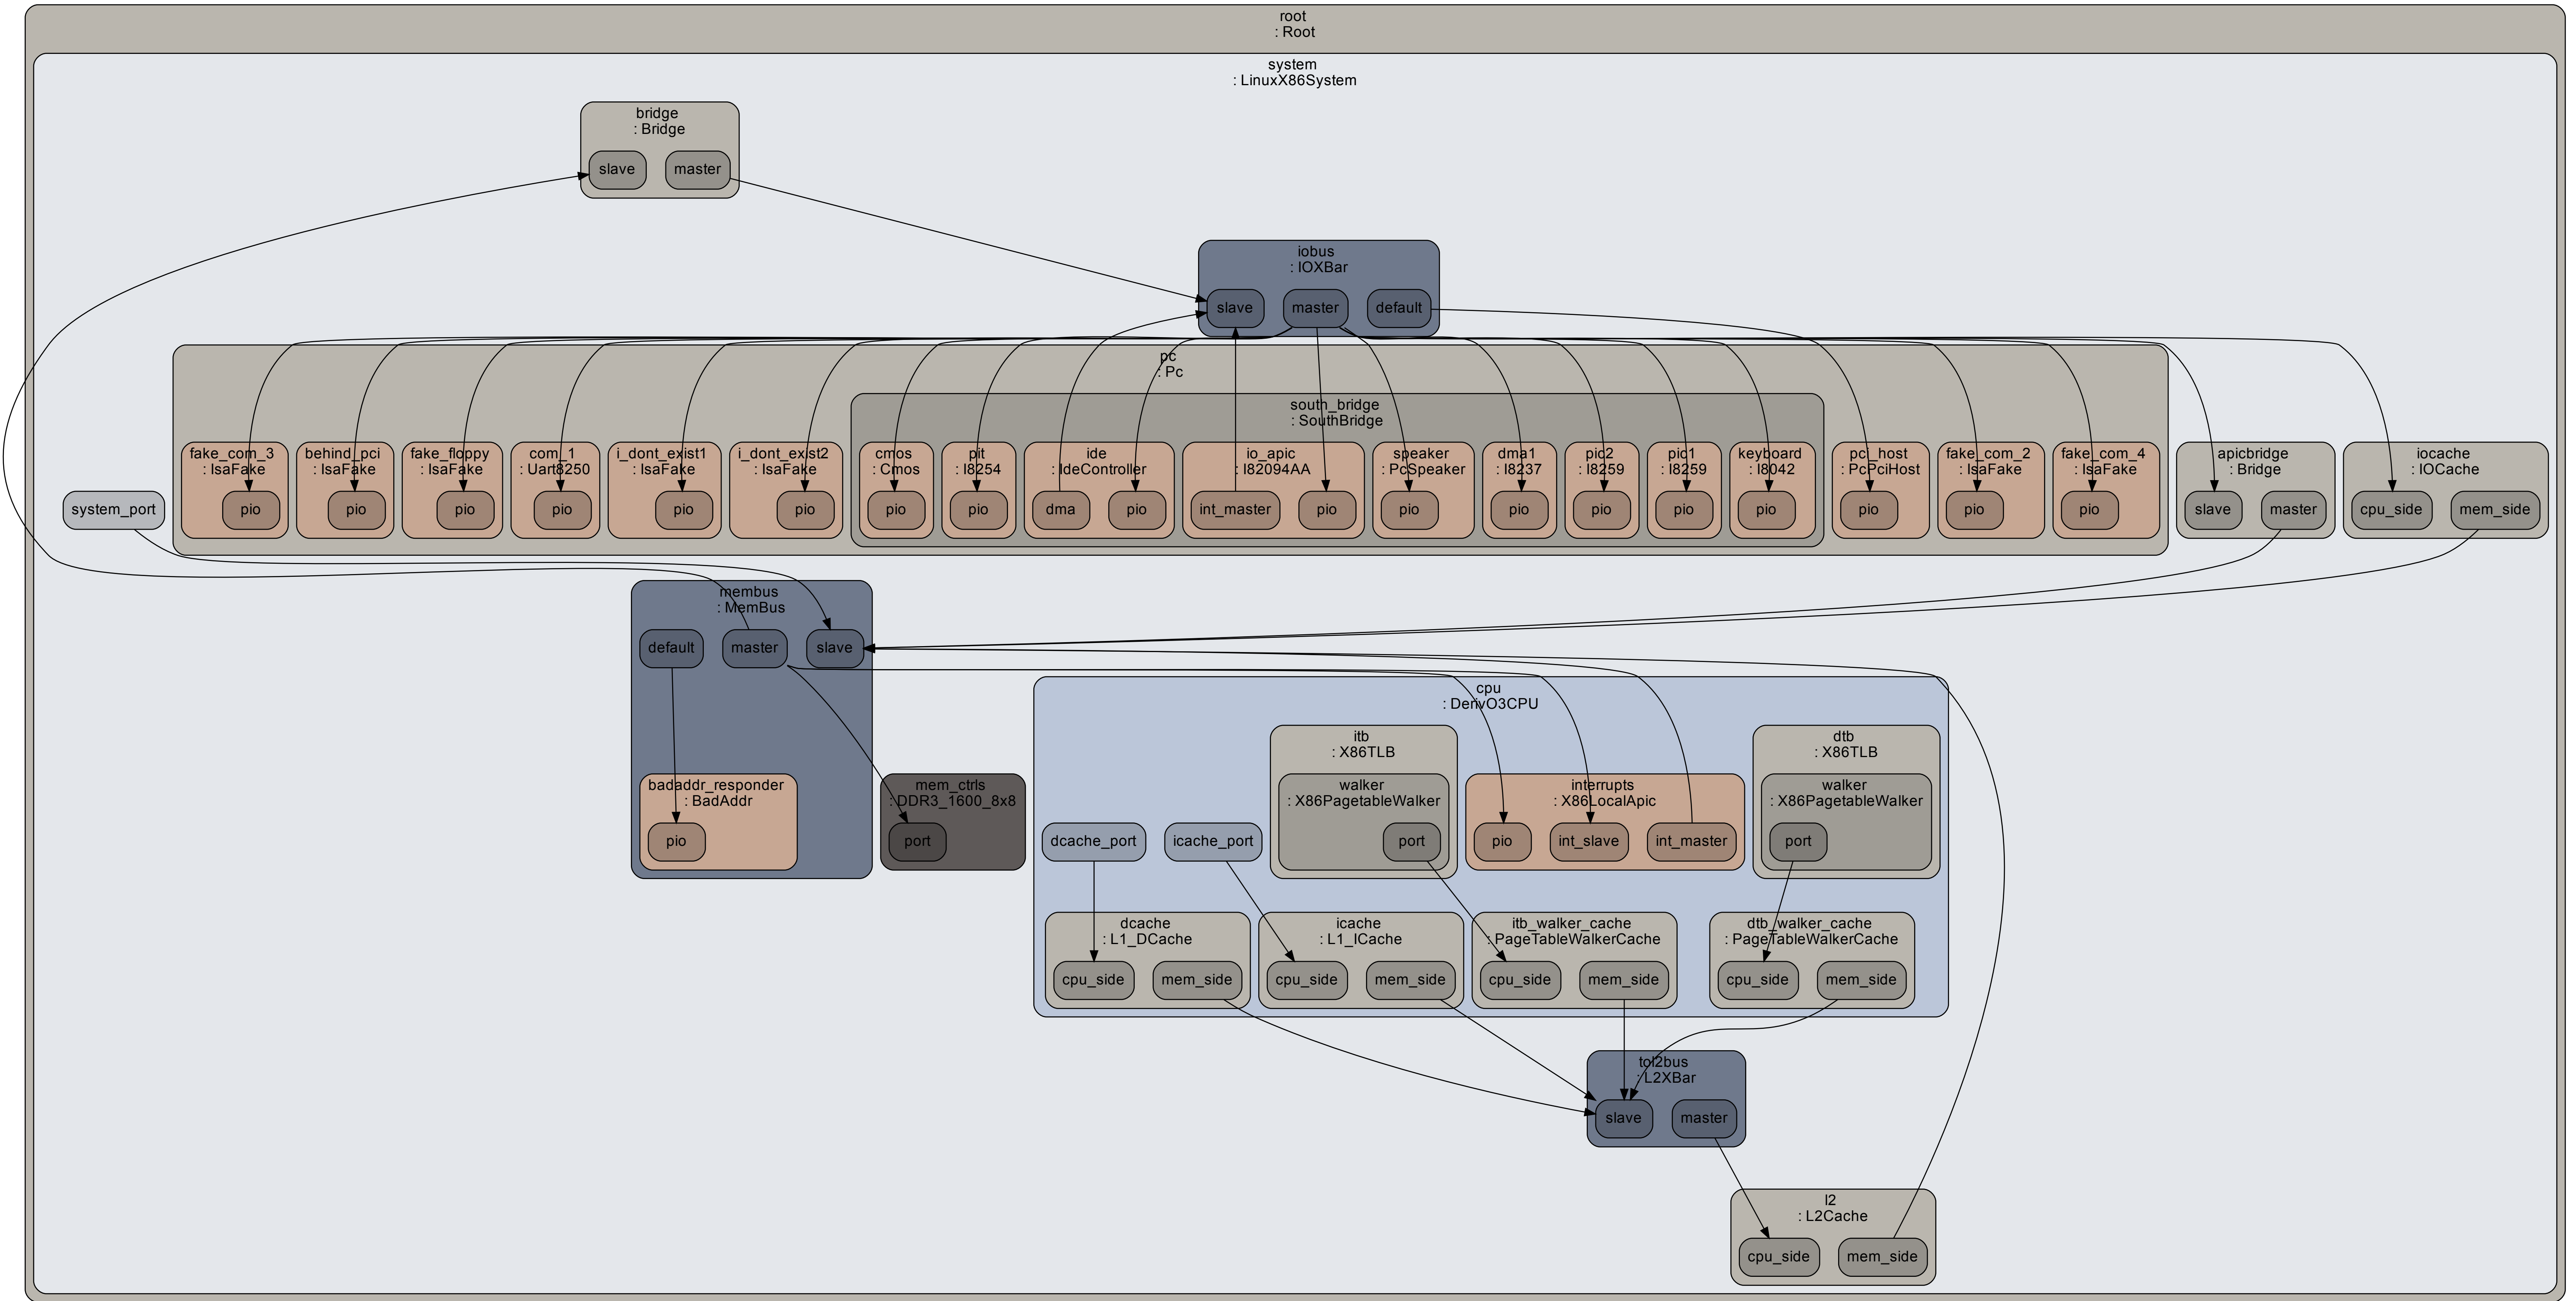 root
: Root
system
: LinuxX86System
bridge
: Bridge
slave
master
iobus
: IOXBar
slave
master
default
pc
: Pc
south_bridge
: SouthBridge
fake_com_3
: IsaFake
pio
behind_pci
: IsaFake
pio
fake_floppy
: IsaFake
pio
com_1
: Uart8250
pio
i_dont_exist1
: IsaFake
pio
i_dont_exist2
: IsaFake
pio
cmos
: Cmos
pio
pit
: I8254
pio
ide
: IdeController
dma
pio
io_apic
: I82094AA
int_master
pio
speaker
: PcSpeaker
pio
dma1
: I8237
pio
pic2
: I8259
pio
pic1
: I8259
pio
keyboard
: I8042
pio
pci_host
: PcPciHost
pio
fake_com_2
: IsaFake
pio
fake_com_4
: IsaFake
pio
apicbridge
: Bridge
slave
master
iocache
: IOCache
cpu_side
mem_side
system_port
membus
: MemBus
default
master
slave
badaddr_responder
: BadAddr
pio
mem_ctrls
: DDR3_1600_8x8
port
cpu
: DerivO3CPU
dcache_port
icache_port
itb
: X86TLB
walker
: X86PagetableWalker
port
interrupts
: X86LocalApic
pio
int_slave
int_master
dtb
: X86TLB
walker
: X86PagetableWalker
port
dcache
: L1_DCache
cpu_side
mem_side
icache
: L1_ICache
cpu_side
mem_side
itb_walker_cache
: PageTableWalkerCache
cpu_side
mem_side
dtb_walker_cache
: PageTableWalkerCache
cpu_side
mem_side
tol2bus
: L2XBar
slave
master
l2
: L2Cache
cpu_side
mem_side